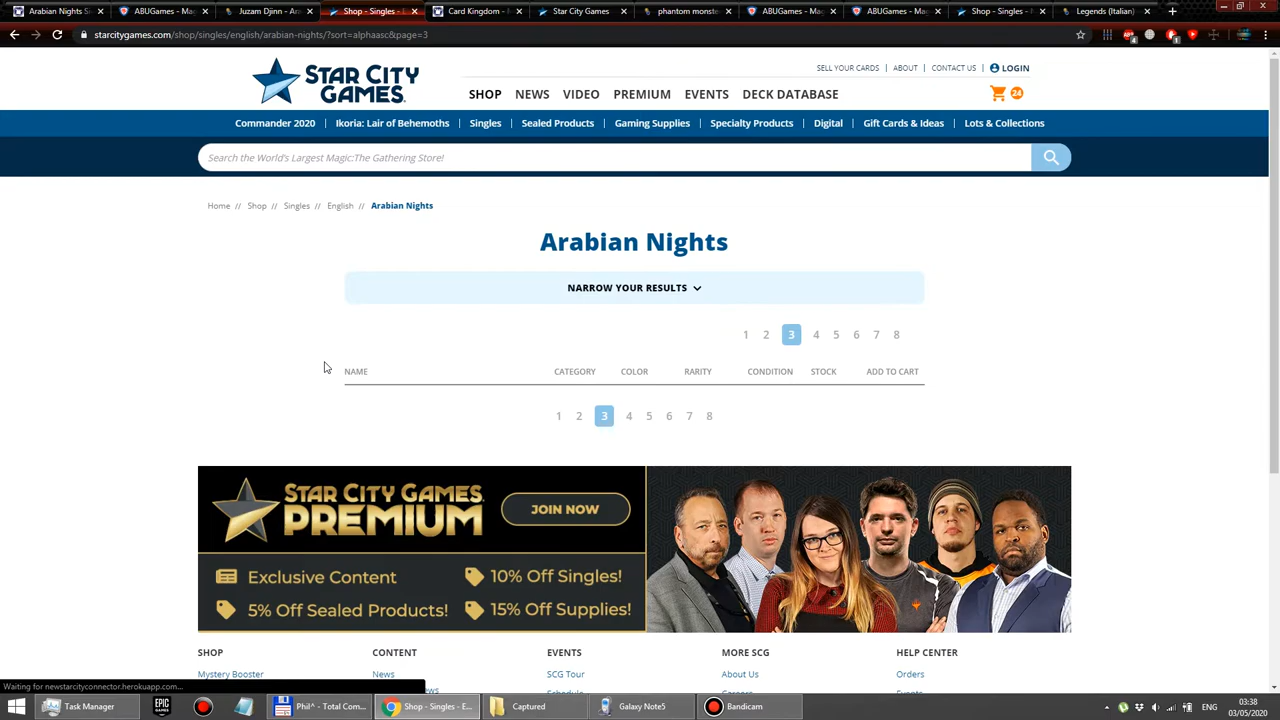 Arabian Nights Si
ABUGames - Mag
Juzam Djinn - Ara
Shop - Singles - E
Card Kingdom - S
Star City Games
phantom monste
ABUGames - Mag
ABUGames - Mag
Shop - Singles - M
Legends (Italian)
starcitygames.com/shop/singles/english/arabian-nights/?sort=alphaasc&page=3
STAR CITY
GAMES
SELL YOUR CARDS | ABOUT | CONTACT US | LOGIN
SHOP NEWS VIDEO PREMIUM EVENTS DECK DATABASE
24
Commander 2020 | Ikoria: Lair of Behemoths | Singles | Sealed Products | Gaming Supplies | Specialty Products | Digital | Gift Cards & Ideas | Lots & Collections
Search the World's Largest Magic:The Gathering Store!
Home // Shop // Singles // English // Arabian Nights
Arabian Nights
NARROW YOUR RESULTS
1 2 3 4 5 6 7 8
NAME CATEGORY COLOR RARITY CONDITION STOCK ADD TO CART
1 2 3 4 5 6 7 8
STAR CITY GAMES
PREMIUM
JOIN NOW
Exclusive Content
10% Off Singles!
5% Off Sealed Products!
15% Off Supplies!
SHOP CONTENT EVENTS MORE SCG HELP CENTER
Mystery Booster News SCG Tour About Us Orders
Waiting for newstarcityconnector.herokuapp.com...
Task Manager
EPIC GAMES
Phil^ - Total Com...
Shop - Singles - E...
Captured
Galaxy Note5
Bandicam
ENG
03:38
03/05/2020